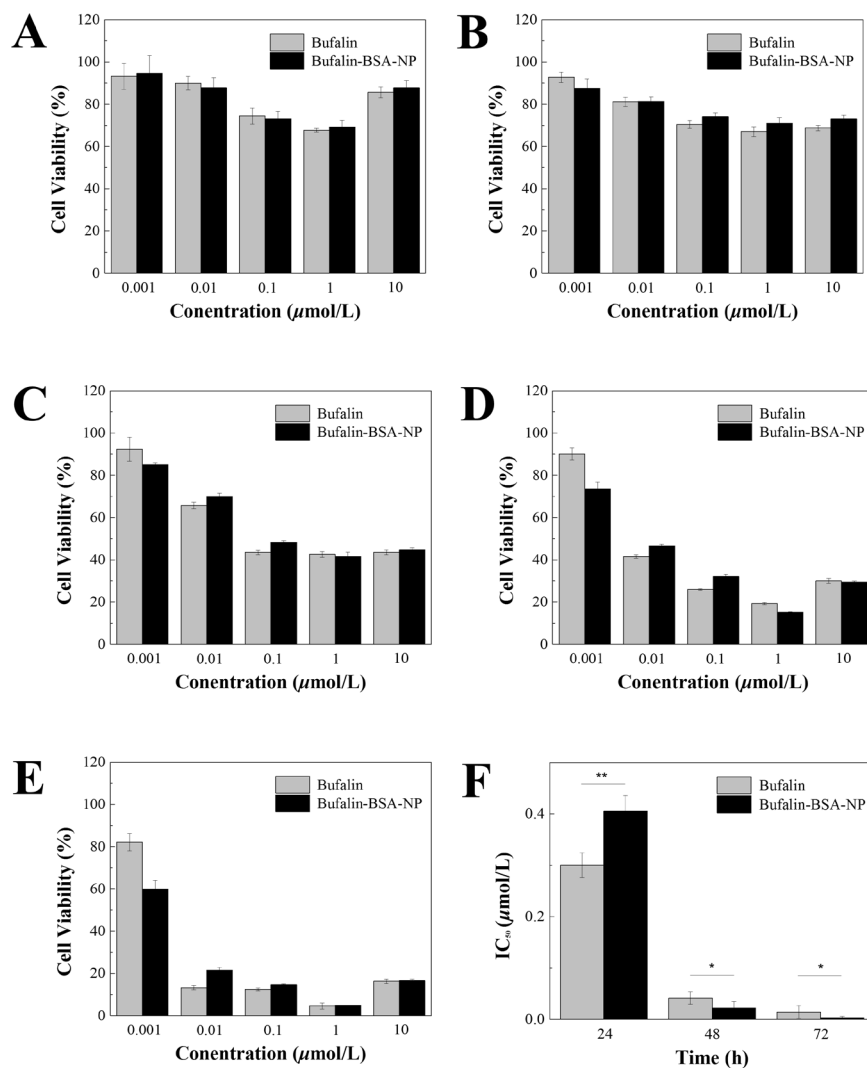 A
120
100
80
60
40
20
0
Cell Viability (%)
Bufalin
Bufalin-BSA-NP
0.001 0.01 0.1 1 10
Conentration (μmol/L)
B
120
100
80
60
40
20
0
Cell Viability (%)
Bufalin
Bufalin-BSA-NP
0.001 0.01 0.1 1 10
Conentration (μmol/L)
C
120
100
80
60
40
20
0
Cell Viability (%)
Bufalin
Bufalin-BSA-NP
0.001 0.01 0.1 1 10
Conentration (μmol/L)
D
120
100
80
60
40
20
0
Cell Viability (%)
Bufalin
Bufalin-BSA-NP
0.001 0.01 0.1 1 10
Conentration (μmol/L)
E
120
100
80
60
40
20
0
Cell Viability (%)
Bufalin
Bufalin-BSA-NP
0.001 0.01 0.1 1 10
Conentration (μmol/L)
F
0.4
0.2
0.0
IC₅₀ (μmol/L)
Bufalin
Bufalin-BSA-NP
**
*
*
24 48 72
Time (h)